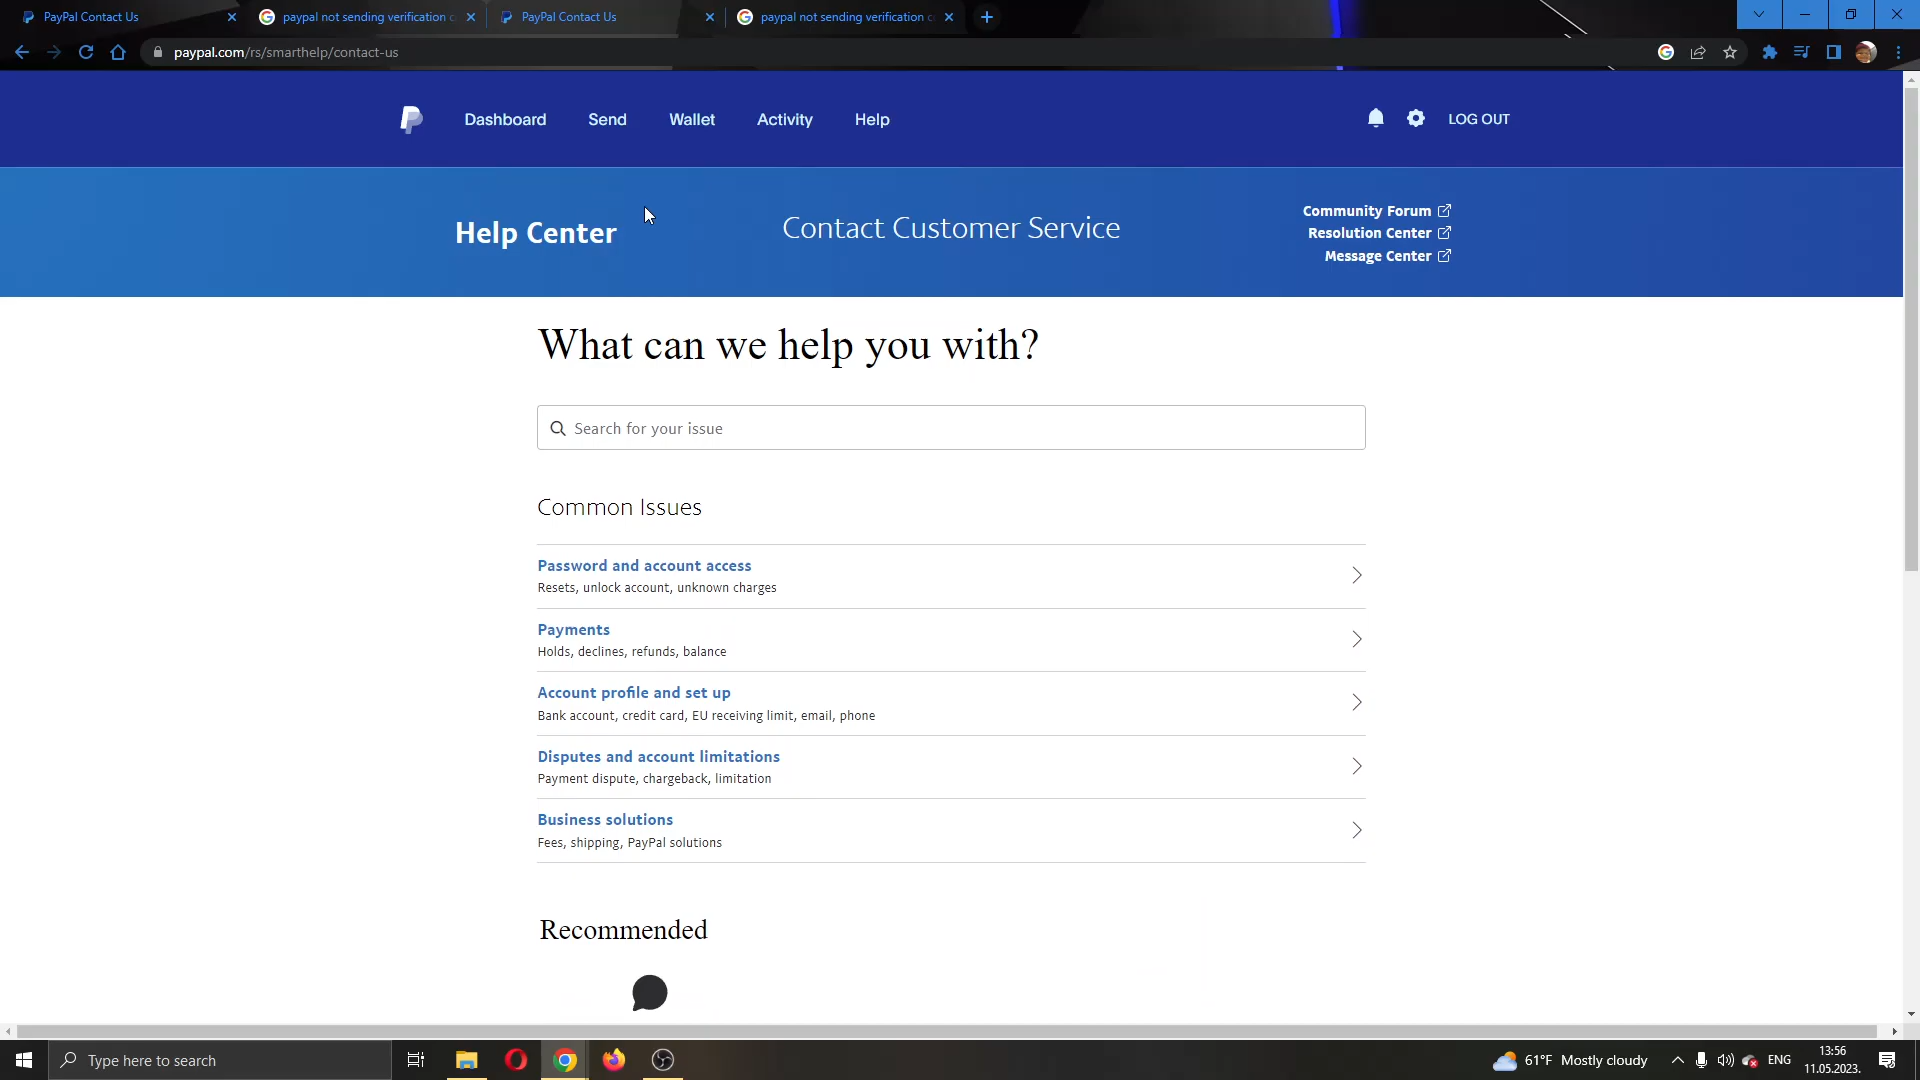 PayPal Contact Us
paypal not sending verification c
PayPal Contact Us
paypal not sending verification c
paypal.com/rs/smarthelp/contact-us
Dashboard
Send
Wallet
Activity
Help
LOG OUT
Help Center
Contact Customer Service
Community Forum
Resolution Center
Message Center
What can we help you with?
Search for your issue
Common Issues
Password and account access
Resets, unlock account, unknown charges
Payments
Holds, declines, refunds, balance
Account profile and set up
Bank account, credit card, EU receiving limit, email, phone
Disputes and account limitations
Payment dispute, chargeback, limitation
Business solutions
Fees, shipping, PayPal solutions
Recommended
Type here to search
61°F Mostly cloudy
ENG
13:56
11.05.2023.